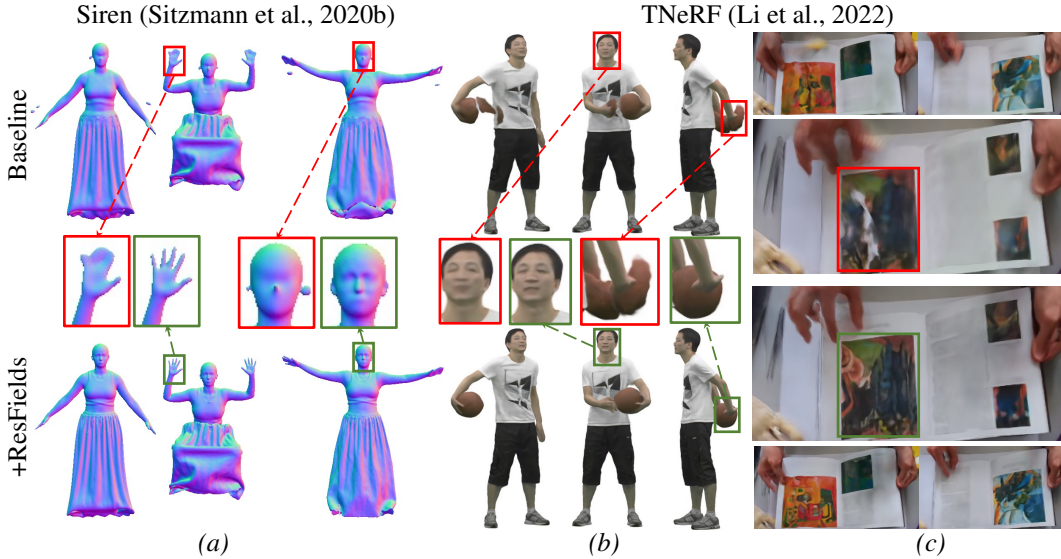 Siren (Sitzmann et al., 2020b)
TNeRF (Li et al., 2022)
Baseline
+ResFields
(a)
(b)
(c)